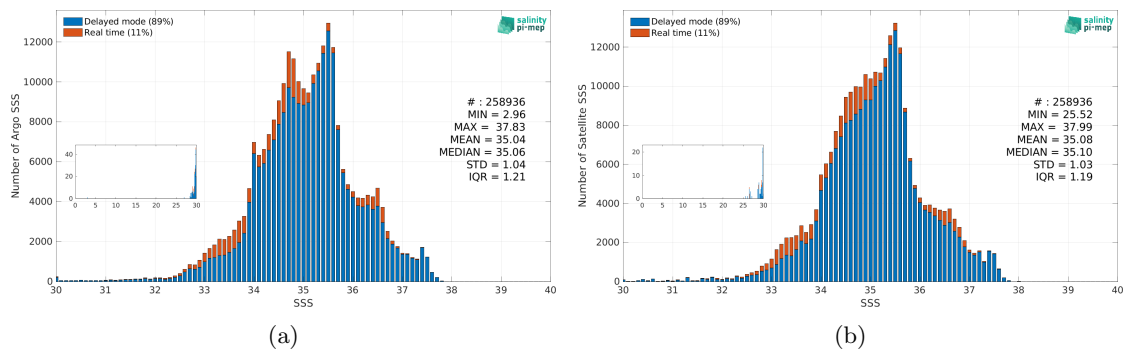 Delayed mode (89%)
Real time (11%)
salinity
pi-mep
12000
10000
8000
6000
4000
2000
0
Number of Argo SSS
# : 258936
MIN = 2.96
MAX = 37.83
MEAN = 35.04
MEDIAN = 35.06
STD = 1.04
IQR = 1.21
40
20
0
0 5 10 15 20 25 30
30 31 32 33 34 35 36 37 38 39 40
SSS
(a)
Delayed mode (89%)
Real time (11%)
salinity
pi-mep
12000
10000
8000
6000
4000
2000
0
Number of Satellite SSS
# : 258936
MIN = 25.52
MAX = 37.99
MEAN = 35.08
MEDIAN = 35.10
STD = 1.03
IQR = 1.19
20
10
0
0 5 10 15 20 25 30
30 31 32 33 34 35 36 37 38 39 40
SSS
(b)